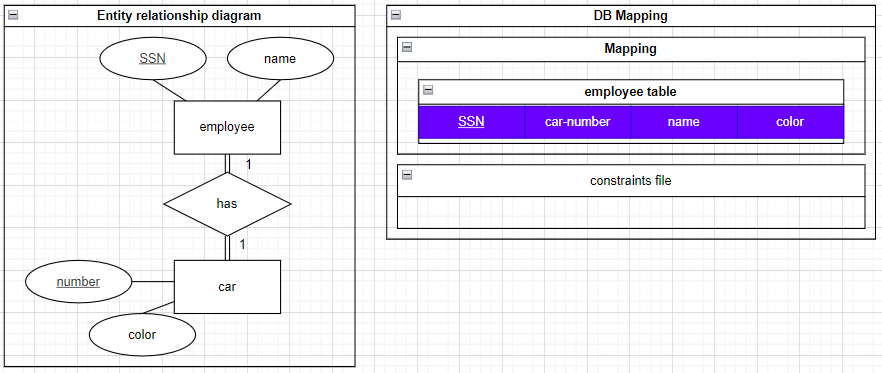 Entity relationship diagram
SSN
name
employee
1
has
1
number
car
color
DB Mapping
Mapping
employee table
SSN car-number name color
constraints file